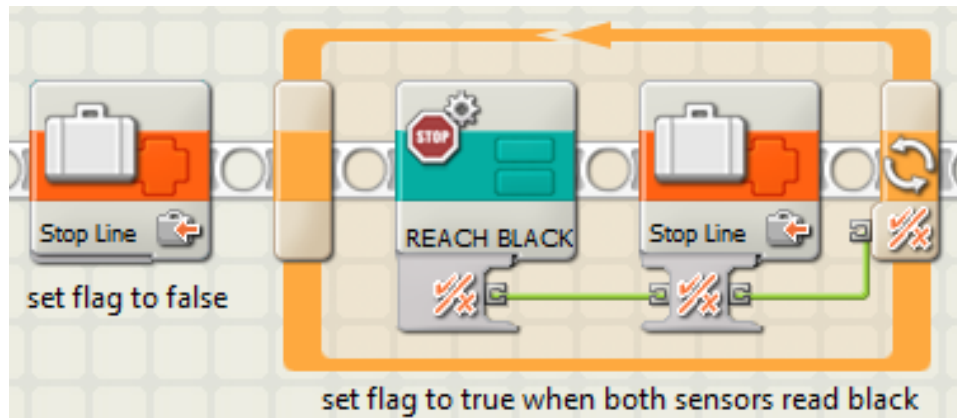 STOP
Stop Line
REACH BLACK
Stop Line
set flag to false
set flag to true when both sensors read black